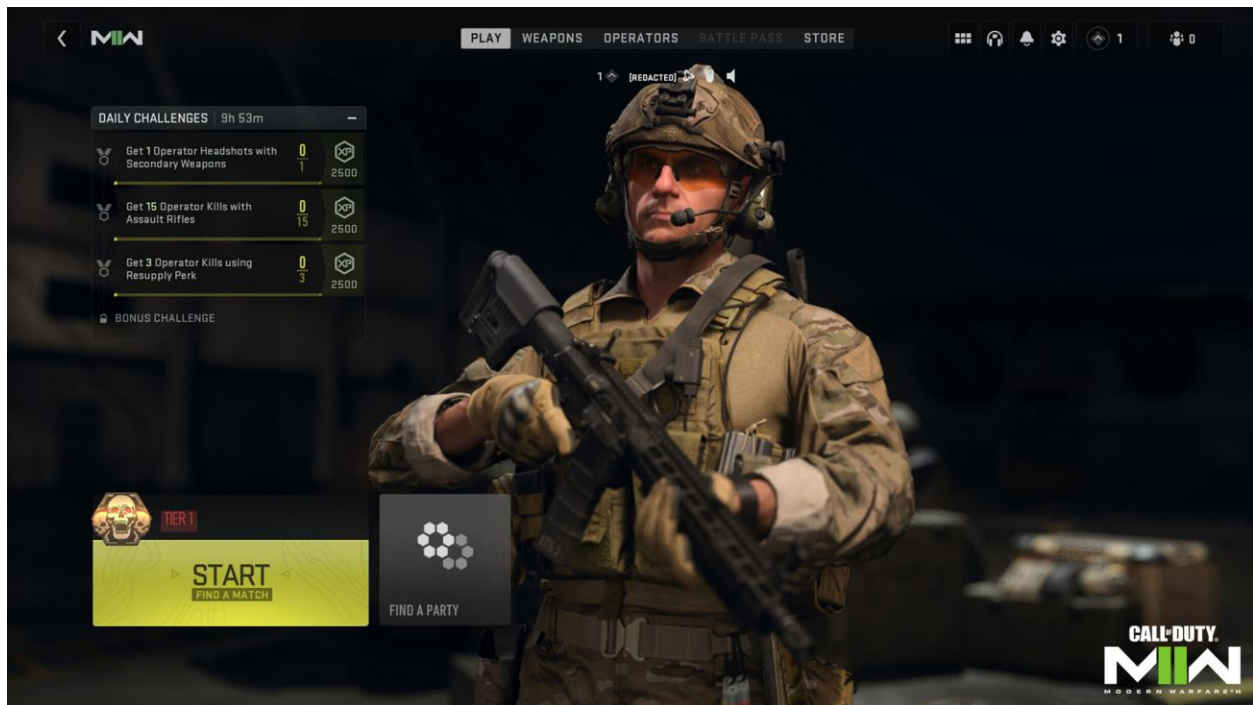 MW
PLAY WEAPONS OPERATORS BATTLE PASS STORE
1
0
1 [REDACTED]
DAILY CHALLENGES | 9h 53m
Get 1 Operator Headshots with
Secondary Weapons
0
1
XP
2500
Get 15 Operator Kills with
Assault Rifles
0
15
XP
2500
Get 3 Operator Kills using
Resupply Perk
0
3
XP
2500
BONUS CHALLENGE
TIER 1
START
FIND A MATCH
FIND A PARTY
CALL OF DUTY.
MWII
MODERN WARFARE II